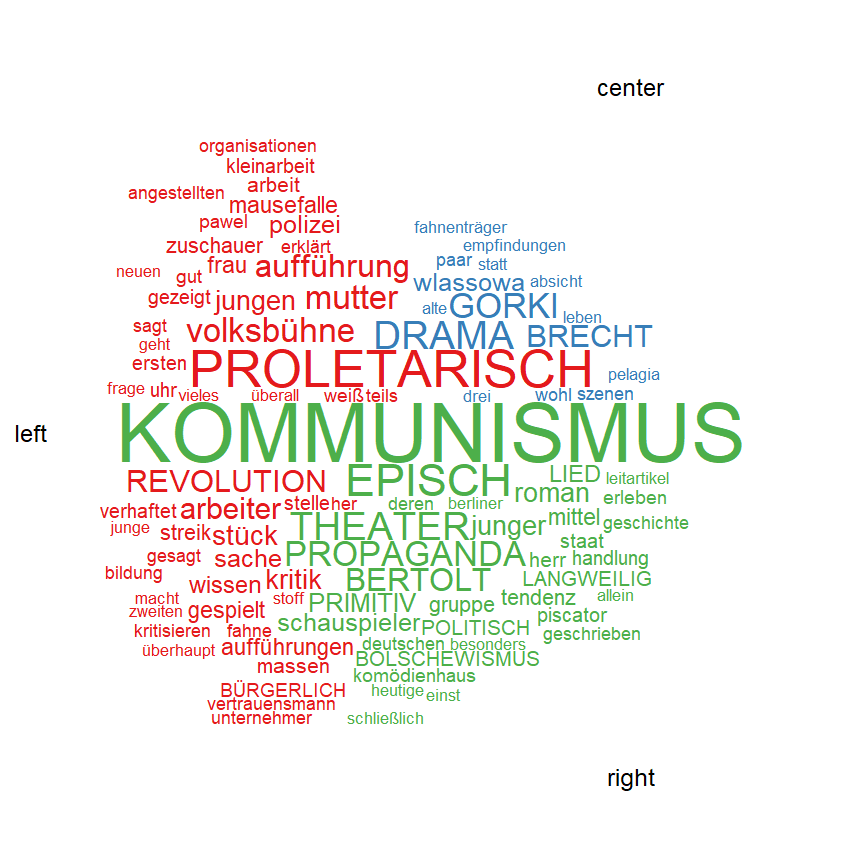 center
organisationen
kleinarbeit
angestellten arbeit
mausefalle
pawel polizei fahnenträger
zuschauer erklärt empfindungen
neuen gut frau aufführung paar statt
gezeigt jungen mutter wlassowa absicht
alte GORKI leben
sagt volksbühne DRAMA BRECHT
geht
ersten PROLETARISCH pelagia
frage uhr vieles überall weiß teils drei wohl szenen
left KOMMUNISMUS
REVOLUTION EPISCH LIED leitartikel
verhaftet arbeiter stelle her deren berliner roman erleben
junge streik stück THEATER junger mittel geschichte
gesagt sache PROPAGANDA herr staat handlung
bildung wissen kritik BERTOLT LANGWEILIG
macht stoff PRIMITIV gruppe tendenz allein
zweiten gespielt schauspieler POLITISCH piscator
kritisieren fahne geschrieben
überhaupt aufführungen deutschen besonders
massen BOLSCHEWISMUS
komödienhaus
BÜRGERLICH heutige einst
vertrauensmann
unternehmer schließlich
right